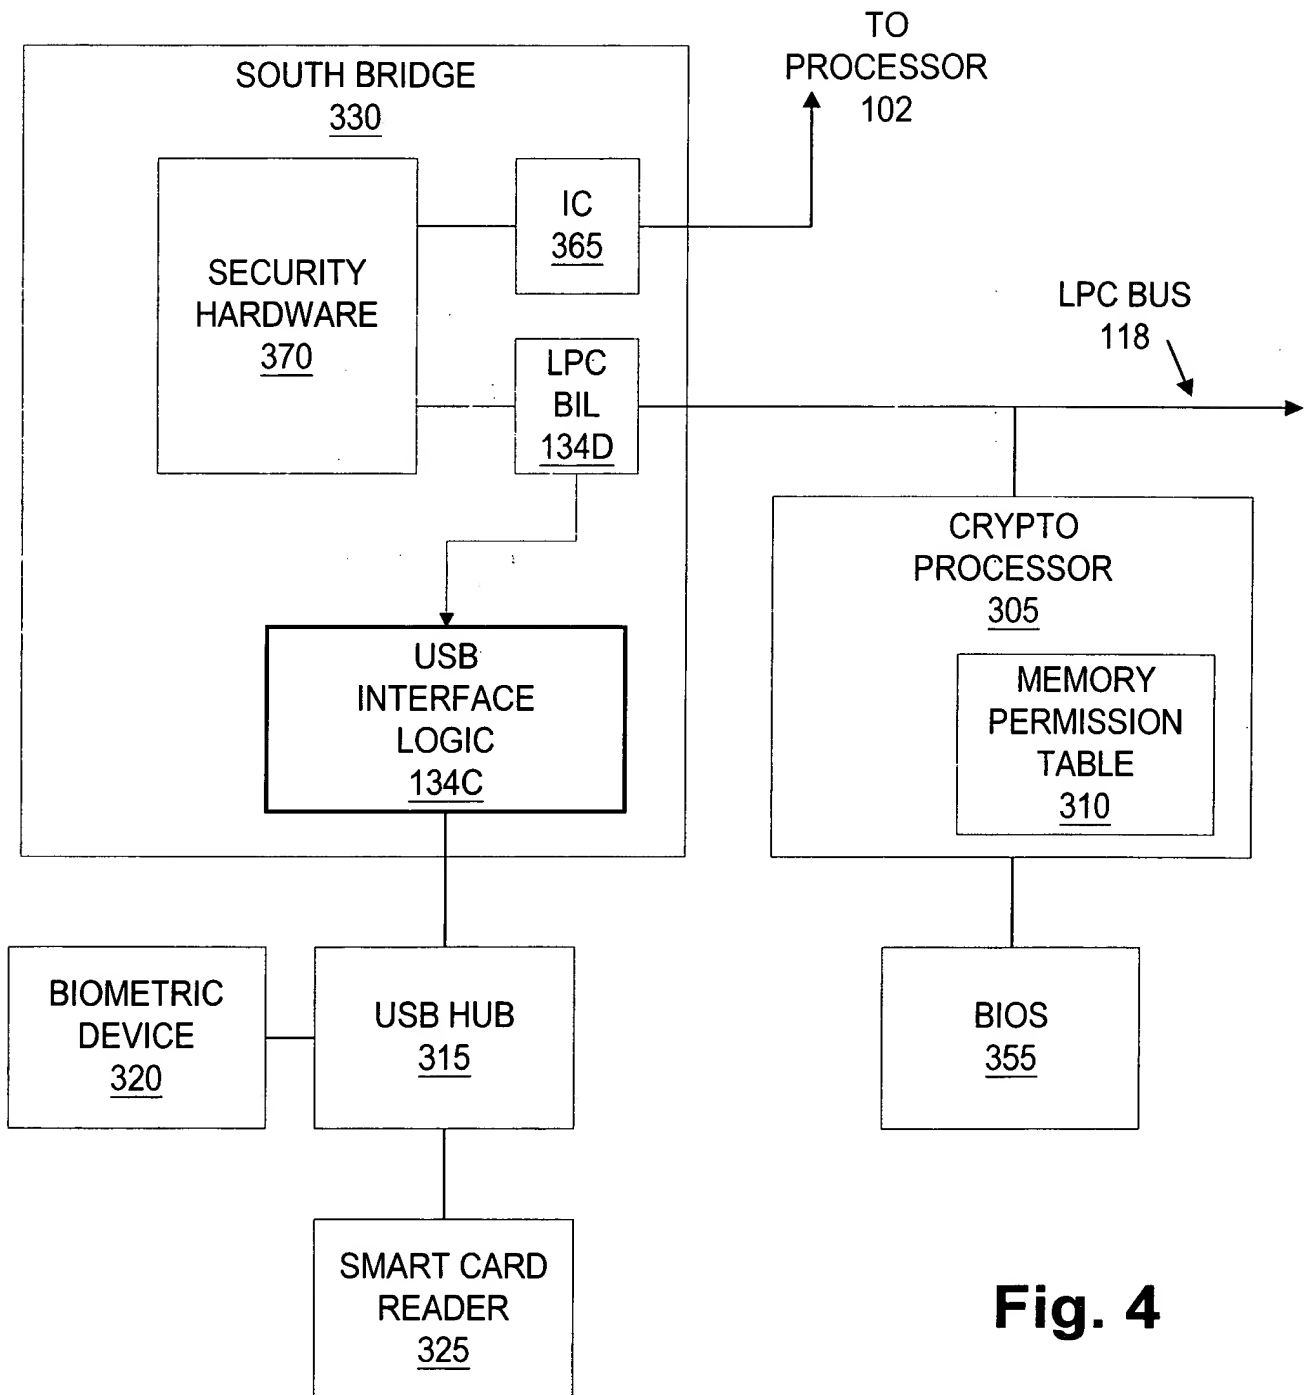 TO
PROCESSOR
102
SOUTH BRIDGE
330
IC
365
SECURITY
HARDWARE
370
LPC BUS
118
LPC
BIL
134D
CRYPTO
PROCESSOR
305
USB
INTERFACE
LOGIC
134C
MEMORY
PERMISSION
TABLE
310
BIOMETRIC
DEVICE
320
USB HUB
315
BIOS
355
SMART CARD
READER
325
Fig. 4